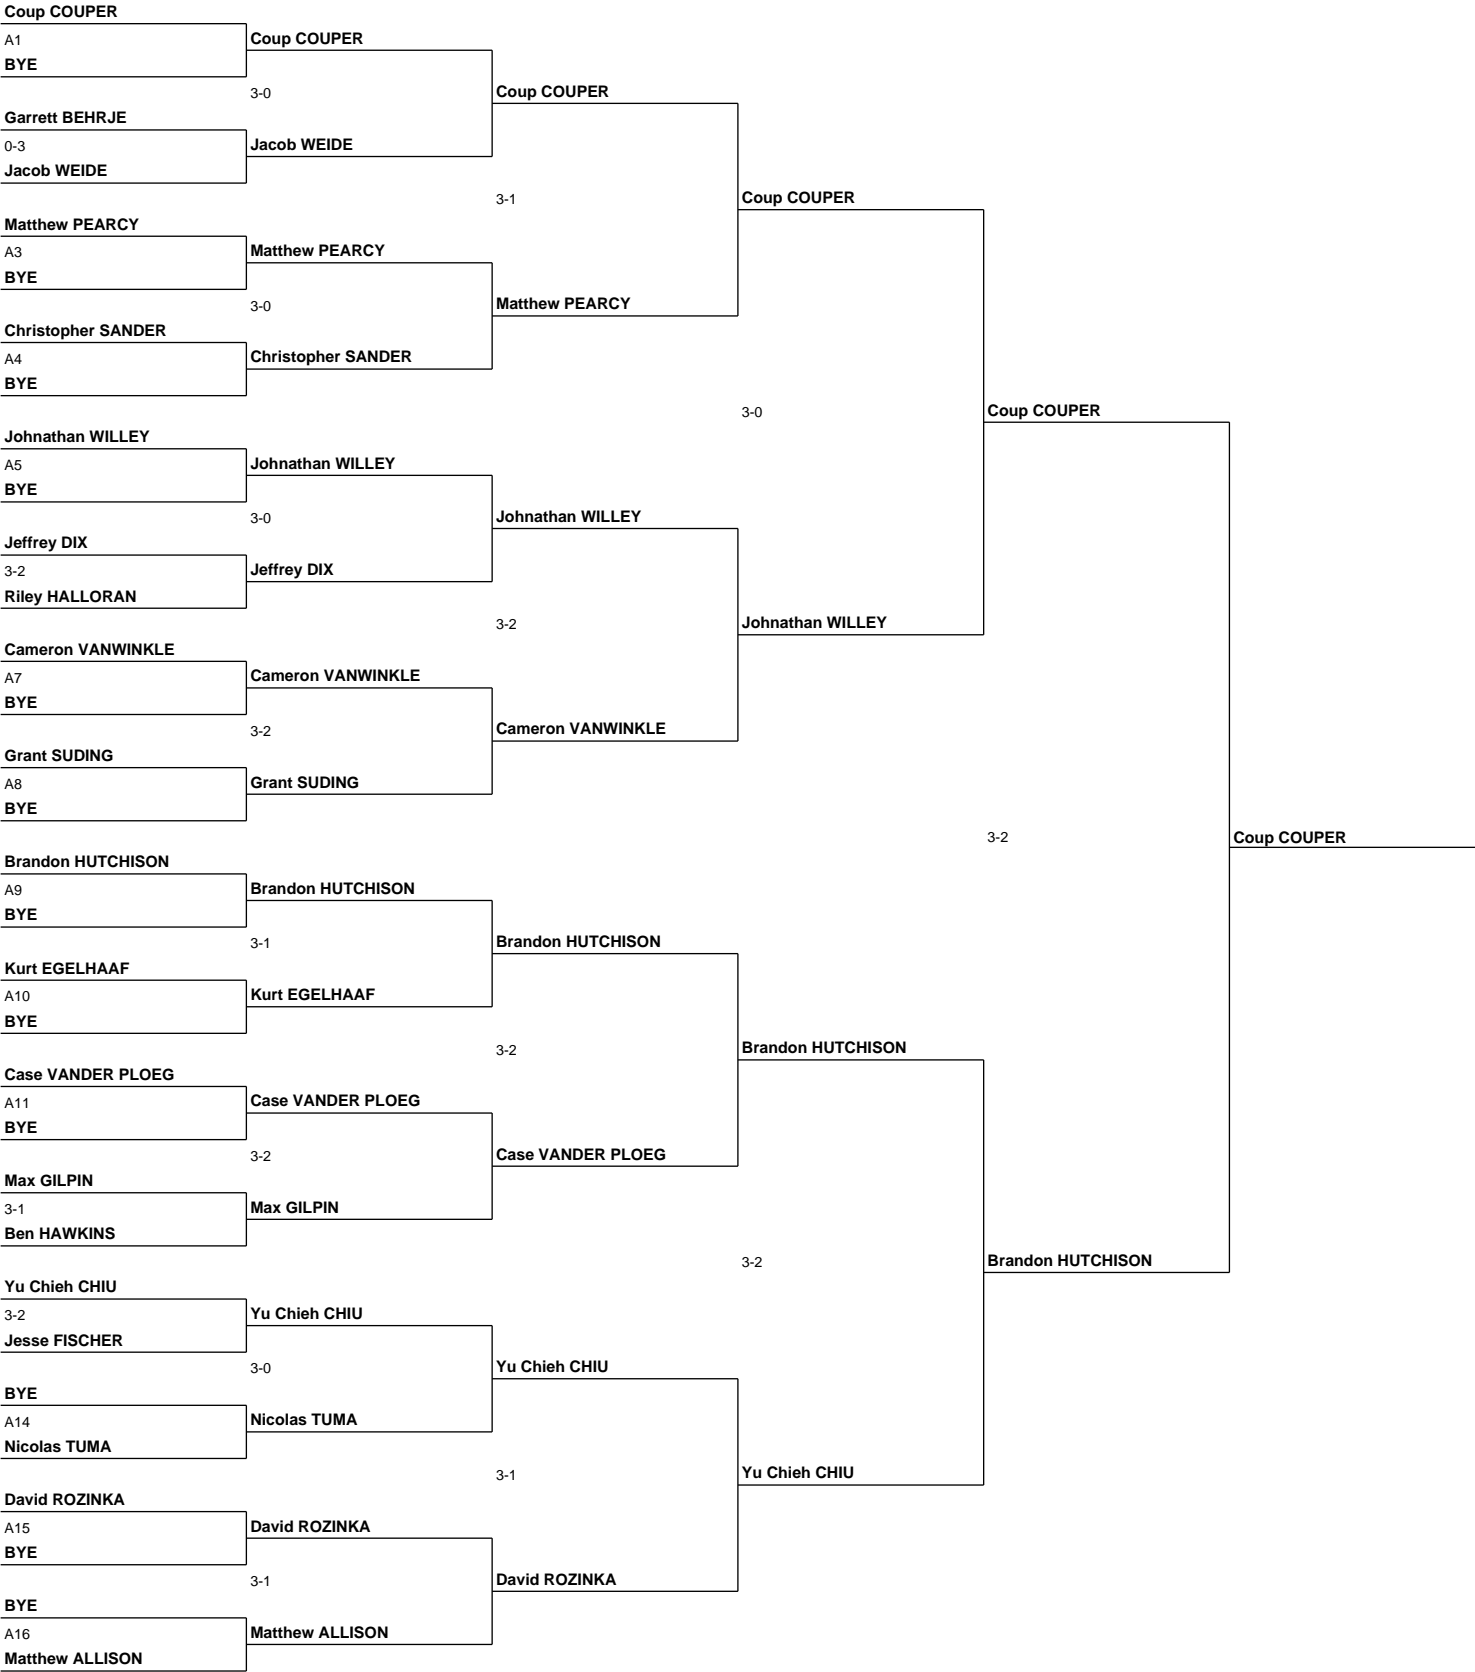 Coup COUPER
A1
BYE
Garrett BEHRJE
0-3
Jacob WEIDE
Matthew PEARCY
A3
BYE
Christopher SANDER
A4
BYE
Johnathan WILLEY
A5
BYE
Jeffrey DIX
3-2
Riley HALLORAN
Cameron VANWINKLE
A7
BYE
Grant SUDING
A8
BYE
Brandon HUTCHISON
A9
BYE
Kurt EGELHAAF
A10
BYE
Case VANDER PLOEG
A11
BYE
Max GILPIN
3-1
Ben HAWKINS
Yu Chieh CHIU
3-2
Jesse FISCHER
BYE
A14
Nicolas TUMA
David ROZINKA
A15
BYE
BYE
A16
Matthew ALLISON
Coup COUPER
3-0
Jacob WEIDE
Matthew PEARCY
3-0
Christopher SANDER
Johnathan WILLEY
3-0
Jeffrey DIX
Cameron VANWINKLE
3-2
Grant SUDING
Brandon HUTCHISON
3-1
Kurt EGELHAAF
Case VANDER PLOEG
3-2
Max GILPIN
Yu Chieh CHIU
3-0
Nicolas TUMA
David ROZINKA
3-1
Matthew ALLISON
Coup COUPER
3-1
Matthew PEARCY
Johnathan WILLEY
3-2
Cameron VANWINKLE
Brandon HUTCHISON
3-2
Case VANDER PLOEG
Yu Chieh CHIU
3-1
David ROZINKA
Coup COUPER
3-0
Johnathan WILLEY
Brandon HUTCHISON
3-2
Yu Chieh CHIU
Coup COUPER
3-2
Brandon HUTCHISON
Coup COUPER